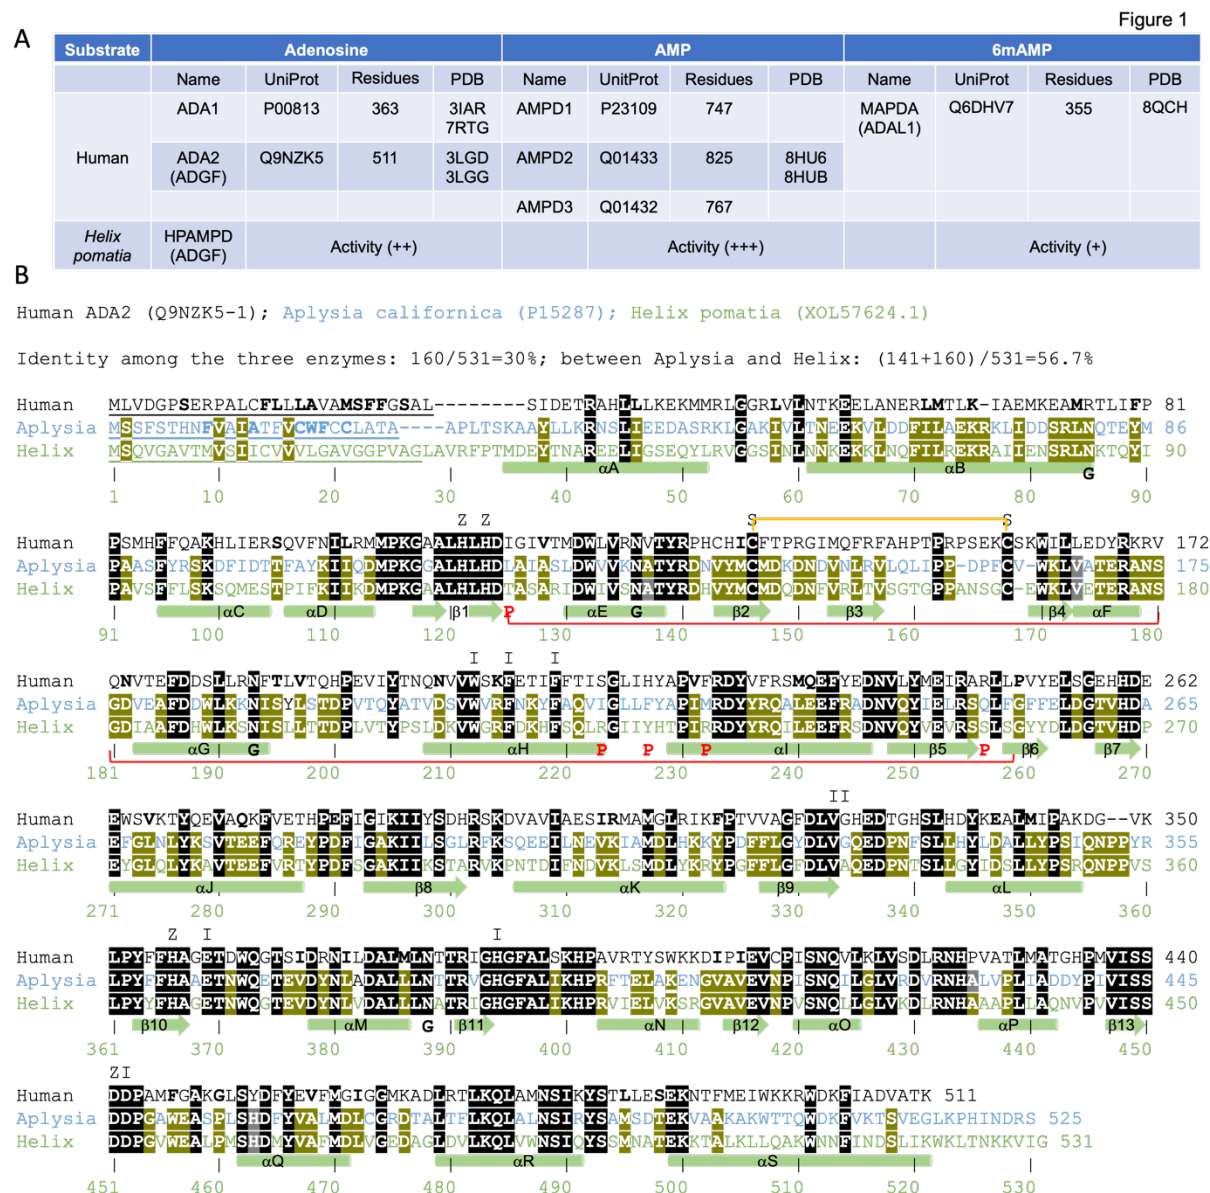 Figure 1
A
Substrate Adenosine AMP 6mAMP
Name UniProt Residues PDB Name UnitProt Residues PDB Name UniProt Residues PDB
ADA1 P00813 363 3IAR 7RTG AMPD1 P23109 747 MAPDA (ADAL1) Q6DHV7 355 8QCH
Human ADA2 (ADGF) Q9NZK5 511 3LGD 3LGG AMPD2 Q01433 825 8HU6 8HUB
AMPD3 Q01432 767
Helix pomatia HPAMPD (ADGF) Activity (++) Activity (+++) Activity (+)
B
Human ADA2 (Q9NZK5-1); Aplysia californica (P15287); Helix pomatia (XOL57624.1)
Identity among the three enzymes: 160/531=30%; between Aplysia and Helix: (141+160)/531=56.7%
Human MLVDGPSERPALCFLLLAVAMSFFGSAL--------SIDETRAHLLLKEKMMRLGGRLVLNTKEELANERLMTLK-IAEMKEAMRTLIFP 81
Aplysia MSSFSTHNFVAIATFVCWFCCLATA----APLTSKAAYLLKRNSLIEEDASRKLGAKIVLTNEEKVLDDFILAEKRKLIDDSRLNQTEYM 86
Helix MSQVGAVTMVSIICVVVLGAVGGPVAGLAVRFPTMDEYTNAREELIGSEQYLRVGGSINLNNKEKKLNQFILREKRAIIENSRLNKTQYI 90
αA αB G
1 10 20 30 40 50 60 70 80 90
Z Z S S
Human PSMHFFQAKHLIERSQVFNILRMMPKGAALHLHDIGIVTMDWLVRNVTYRPHCHICFTPRGIMQFRFAHPTPRPSEKCSKWILLEDYRKRV 172
Aplysia PAASFYRSKDFIDTTFAYKIIQDMPKGGALHLHDLAIASLDWVVKNATYRDNVYMCMDKDNDVNLRVLQLIPP-DPFCV-WKLVATERANS 175
Helix PAVSFFLSKSQMESTPIFKIIKDMPKGAALHLHDTASARIDWIVSNATYRDHVYMCMDQDNFVRLTVSGTGPPANSGC-EWKLVETERANS 180
αC αD β1 P αE G β2 β3 β4 αF
91 100 110 120 130 140 150 160 170 180
I I I
Human QNVTEFDDSLLRNFTLVTQHPEVIYTNQNVVWSKFETIFFTISGLIHYAPVFRDYVFRSMQEFYEDNVLYMEIRARLLPVYELSGEHHDE 262
Aplysia GDVEAFDDWLKKNISYLSTDPVTQYATVDSVWVRFNKYFAQVIGLLFYAPIMRDYYRQALEEFRADNVQYIELRSQLFGFFELDGTVHDA 265
Helix GDIAAFDHWLKSNISLLTTDPLVTYPSLDKVWGRFDKHFSQLRGIIYHTPIRRDYYRQILEEFYSDNVQYVEVRSSLSGYYDLDGTVHDP 270
αG G αH P P P αI β5 P β6 β7
181 190 200 210 220 230 240 250 260 270
II
Human EWSVKTYQEVAQKFVETHPEFIGIKIIYSDHRSKDVAVIAESIRMAMGLRIKFPTVVAGFDLVGHEDTGHSLHDYKEALMIPAKDG--VK 350
Aplysia EFGLNLYKSVTEEFQREYPDFIGAKIILSGLRFKSQEEILNEVKIAMDLHKKYPDFFLGYDLVGQEDPNFSLLHYLDALLYPSIQNPPYR 355
Helix EYGLQLYKAVTEEFVRTYPDFSGAKIIKSTARVKPNTDIFNDVKLSMDLYKRYPGFFLGFDLVAQEDPNTSLLGYIDSLLYPSRQNPPVS 360
αJ β8 αK β9 αL
271 280 290 300 310 320 330 340 350 360
Z I I
Human LPYFFHAGETDWQGTSIDRNILDALMLNTTRIGHGFALSKHPAVRTYSWKKDIPIEVCPISNQVLKLVSDLRNHPVATLMATGHPMVISS 440
Aplysia LPYFFHAAETNWQETEVDYNLADALLLNTTRVGHGFALIKHPRFTELAKENGVAVEVNPISNQILGLVRDVRNHALVPLIADDYPIVISS 445
Helix LPYYFHAGETNWQGTEVDYNLVDALLLNATRIGHGFALIKHPRVIELVKSRGVAVEVNPVSNQLLGLVKDLRNHAAAPLLAQNVPVVISS 450
β10 αM G β11 αN β12 αO αP β13
361 370 380 390 400 410 420 430 440 450
ZI
Human DDPAMFGAKGLSYDFYEVFMGIGGMKADLRTLKQLAMNSIKYSTLLESEKNTFMEIWKKRWDKFIADVATK 511
Aplysia DDPGAWEASPLSHDFYVALMDLCGRDTALTFLKQLALNSIRYSAMSDTEKVAAKAKWTTQWDKFVKTSVEGLKPHINDRS 525
Helix DDPGVWEALPMSHDMYVAFMDLVGEDAGLDVLKQLVWNSIQYSSMNATEKKTALKLLQAKWNNFINDSLIKWKLTNKKVIG 531
αQ αR αS
451 460 470 480 490 500 510 520 530